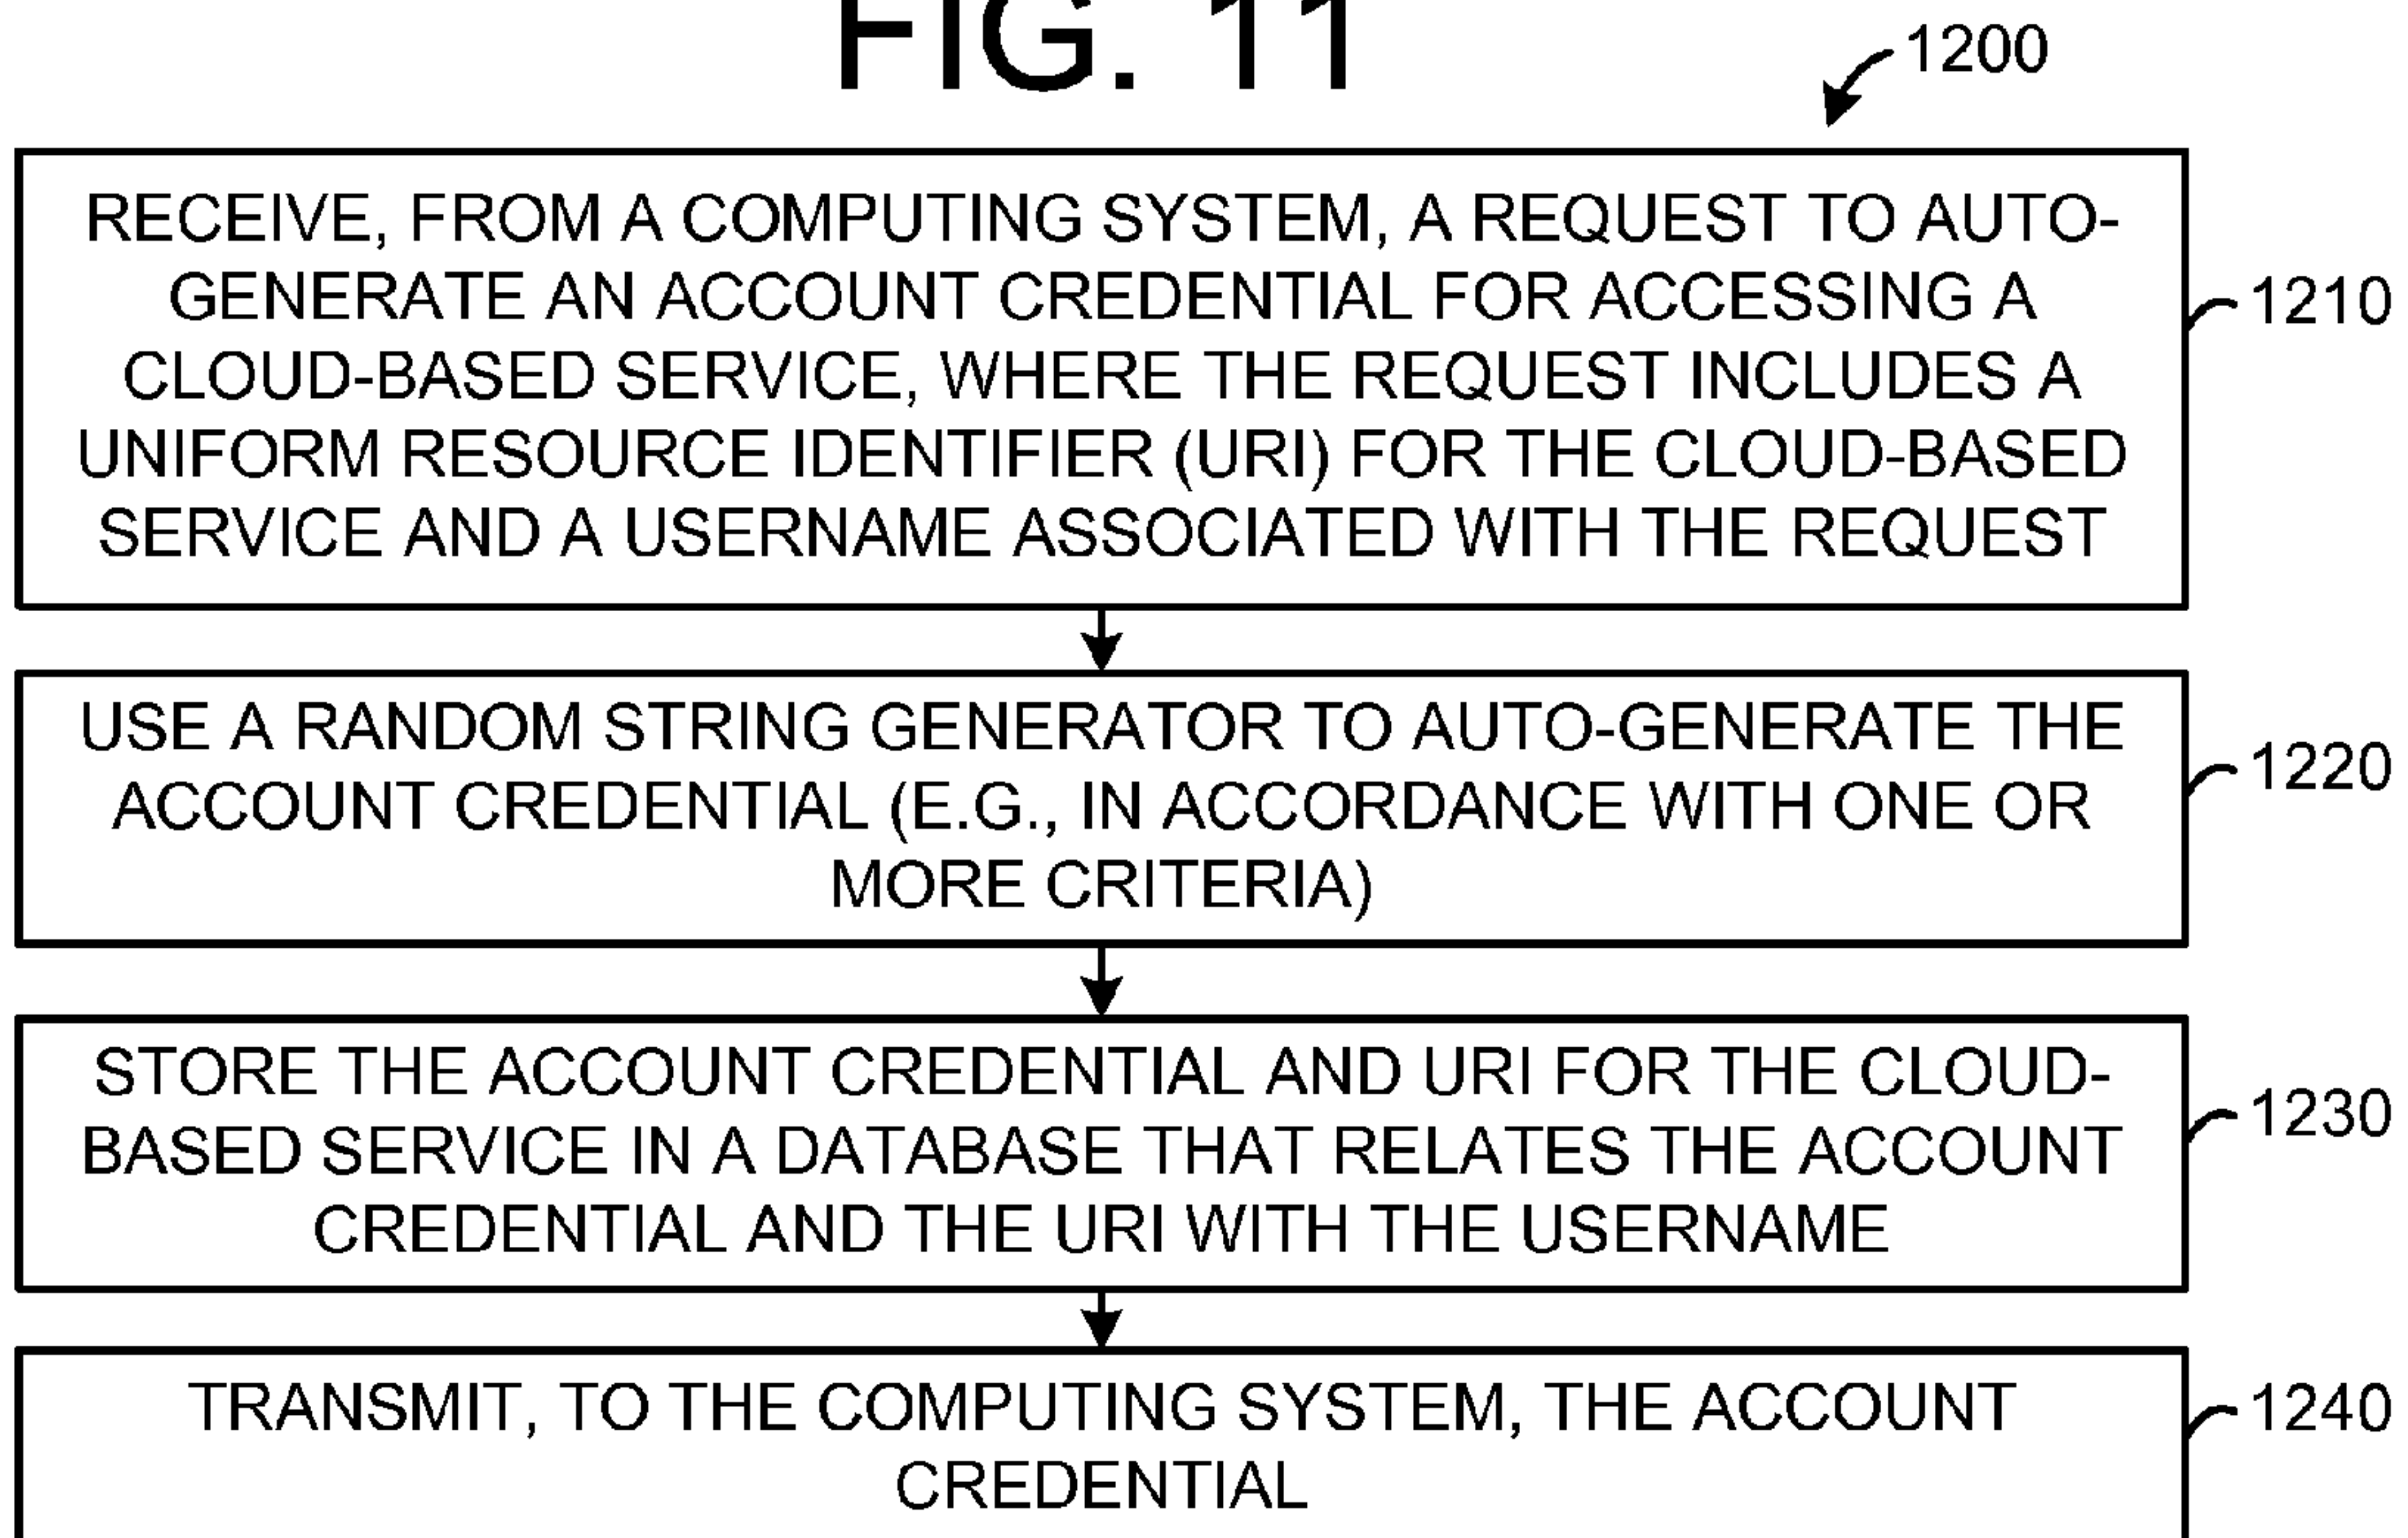 FIG. 11
1200
RECEIVE, FROM A COMPUTING SYSTEM, A REQUEST TO AUTO-
GENERATE AN ACCOUNT CREDENTIAL FOR ACCESSING A
CLOUD-BASED SERVICE, WHERE THE REQUEST INCLUDES A
UNIFORM RESOURCE IDENTIFIER (URI) FOR THE CLOUD-BASED
SERVICE AND A USERNAME ASSOCIATED WITH THE REQUEST
1210
USE A RANDOM STRING GENERATOR TO AUTO-GENERATE THE
ACCOUNT CREDENTIAL (E.G., IN ACCORDANCE WITH ONE OR
MORE CRITERIA)
1220
STORE THE ACCOUNT CREDENTIAL AND URI FOR THE CLOUD-
BASED SERVICE IN A DATABASE THAT RELATES THE ACCOUNT
CREDENTIAL AND THE URI WITH THE USERNAME
1230
TRANSMIT, TO THE COMPUTING SYSTEM, THE ACCOUNT
CREDENTIAL
1240